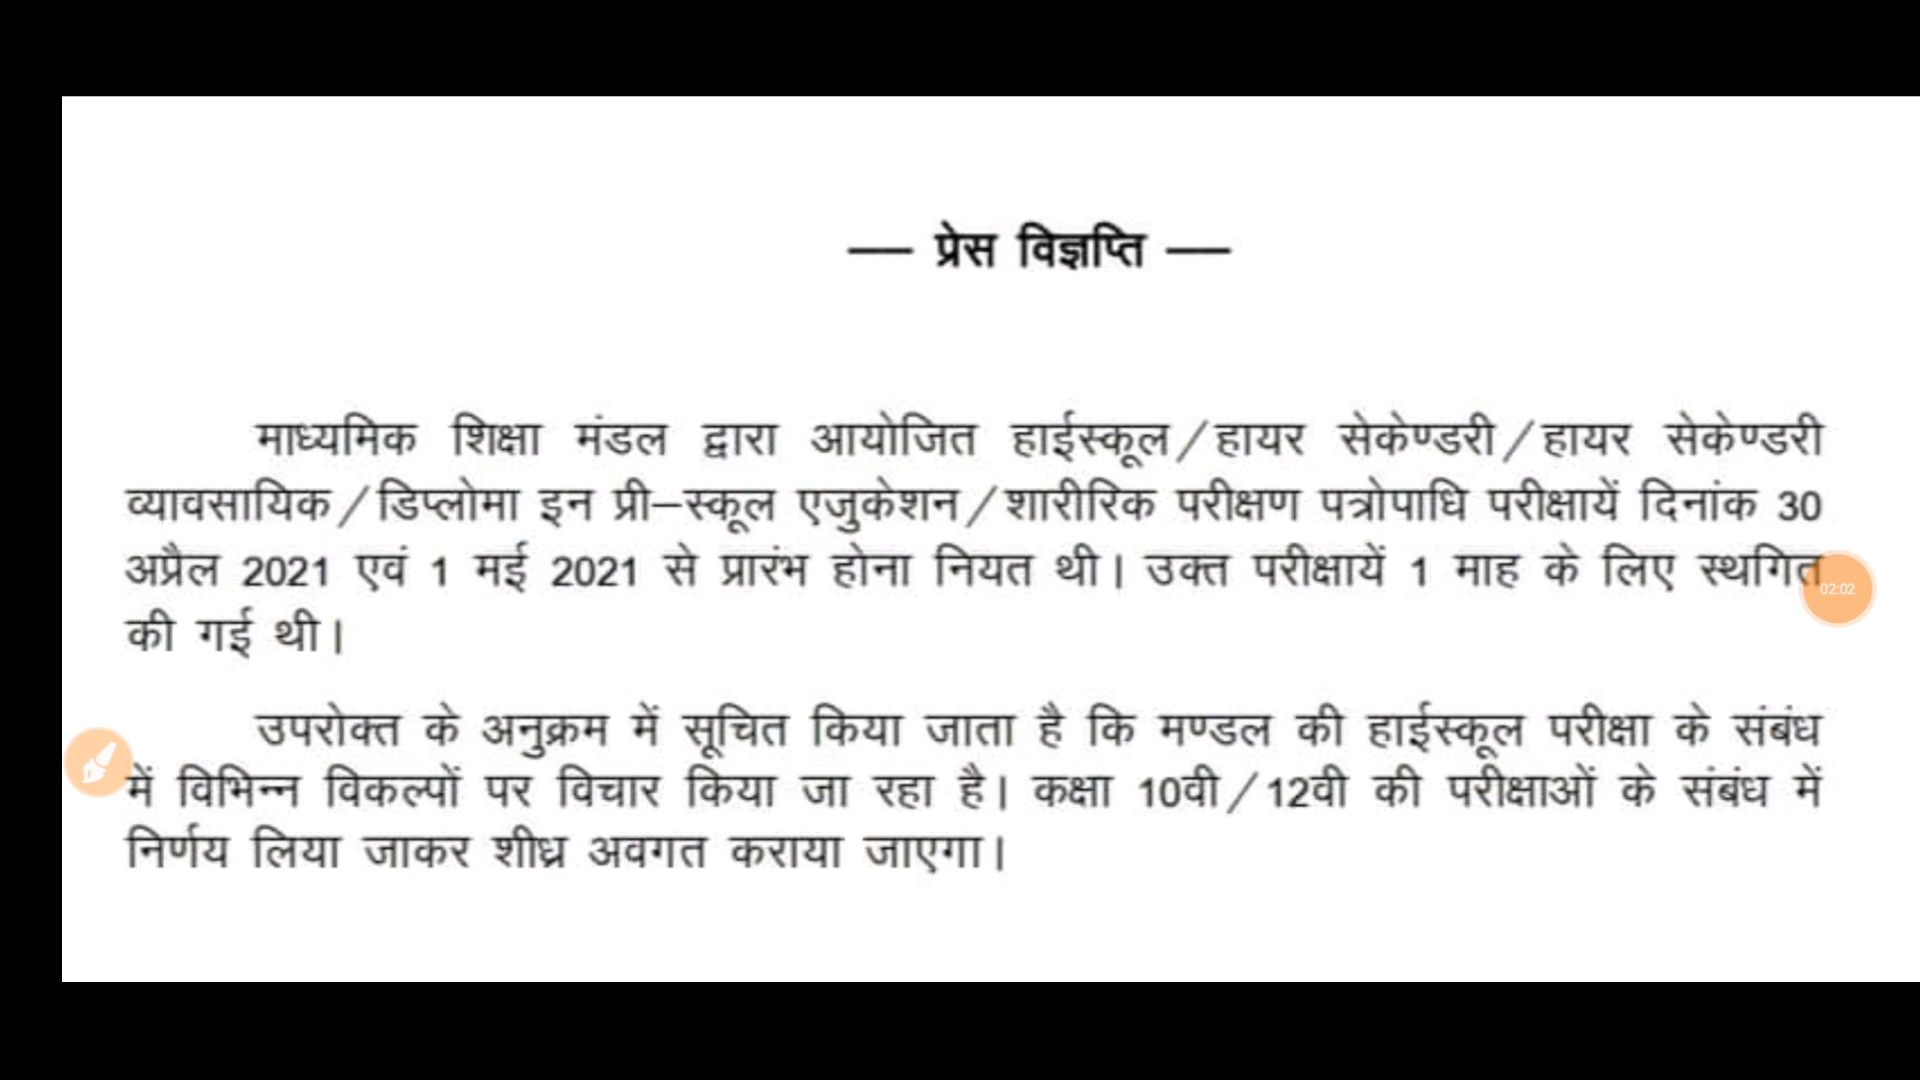 — प्रेस विज्ञप्ति —
माध्यमिक शिक्षा मंडल द्वारा आयोजित हाईस्कूल/हायर सेकेण्डरी/हायर सेकेण्डरी
व्यावसायिक/डिप्लोमा इन प्री–स्कूल एजुकेशन/शारीरिक परीक्षण पत्रोपाधि परीक्षायें दिनांक 30
अप्रैल 2021 एवं 1 मई 2021 से प्रारंभ होना नियत थी। उक्त परीक्षायें 1 माह के लिए स्थगित
02:02
की गई थी।
उपरोक्त के अनुक्रम में सूचित किया जाता है कि मण्डल की हाईस्कूल परीक्षा के संबंध
में विभिन्न विकल्पों पर विचार किया जा रहा है। कक्षा 10वी/12वी की परीक्षाओं के संबंध में
निर्णय लिया जाकर शीध्र अवगत कराया जाएगा।